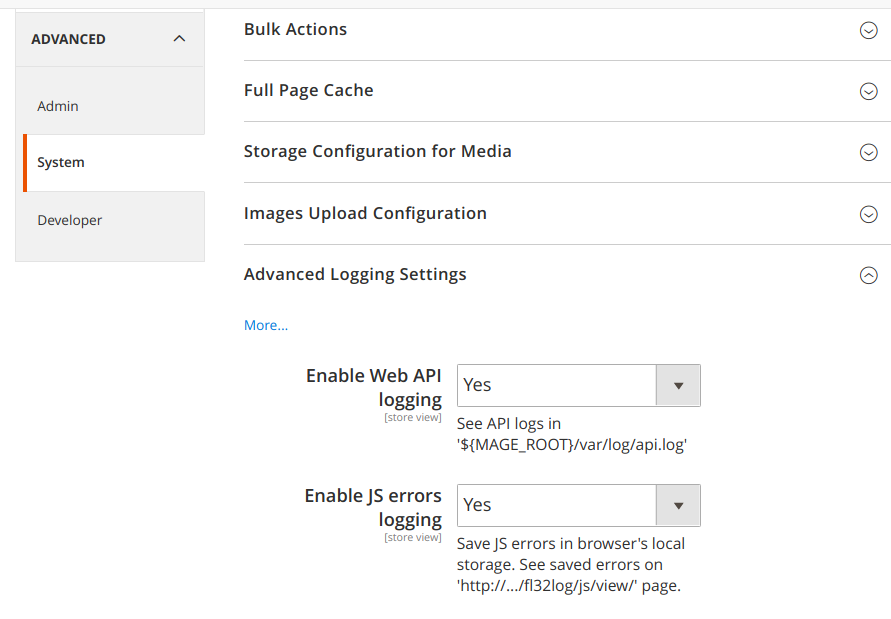 ADVANCED
Admin
System
Developer
Bulk Actions
Full Page Cache
Storage Configuration for Media
Images Upload Configuration
Advanced Logging Settings
More...
Enable Web API
logging
[store view]
Yes
See API logs in
'${MAGE_ROOT}/var/log/api.log'
Enable JS errors
logging
[store view]
Yes
Save JS errors in browser's local
storage. See saved errors on
'http://.../fl32log/js/view/' page.